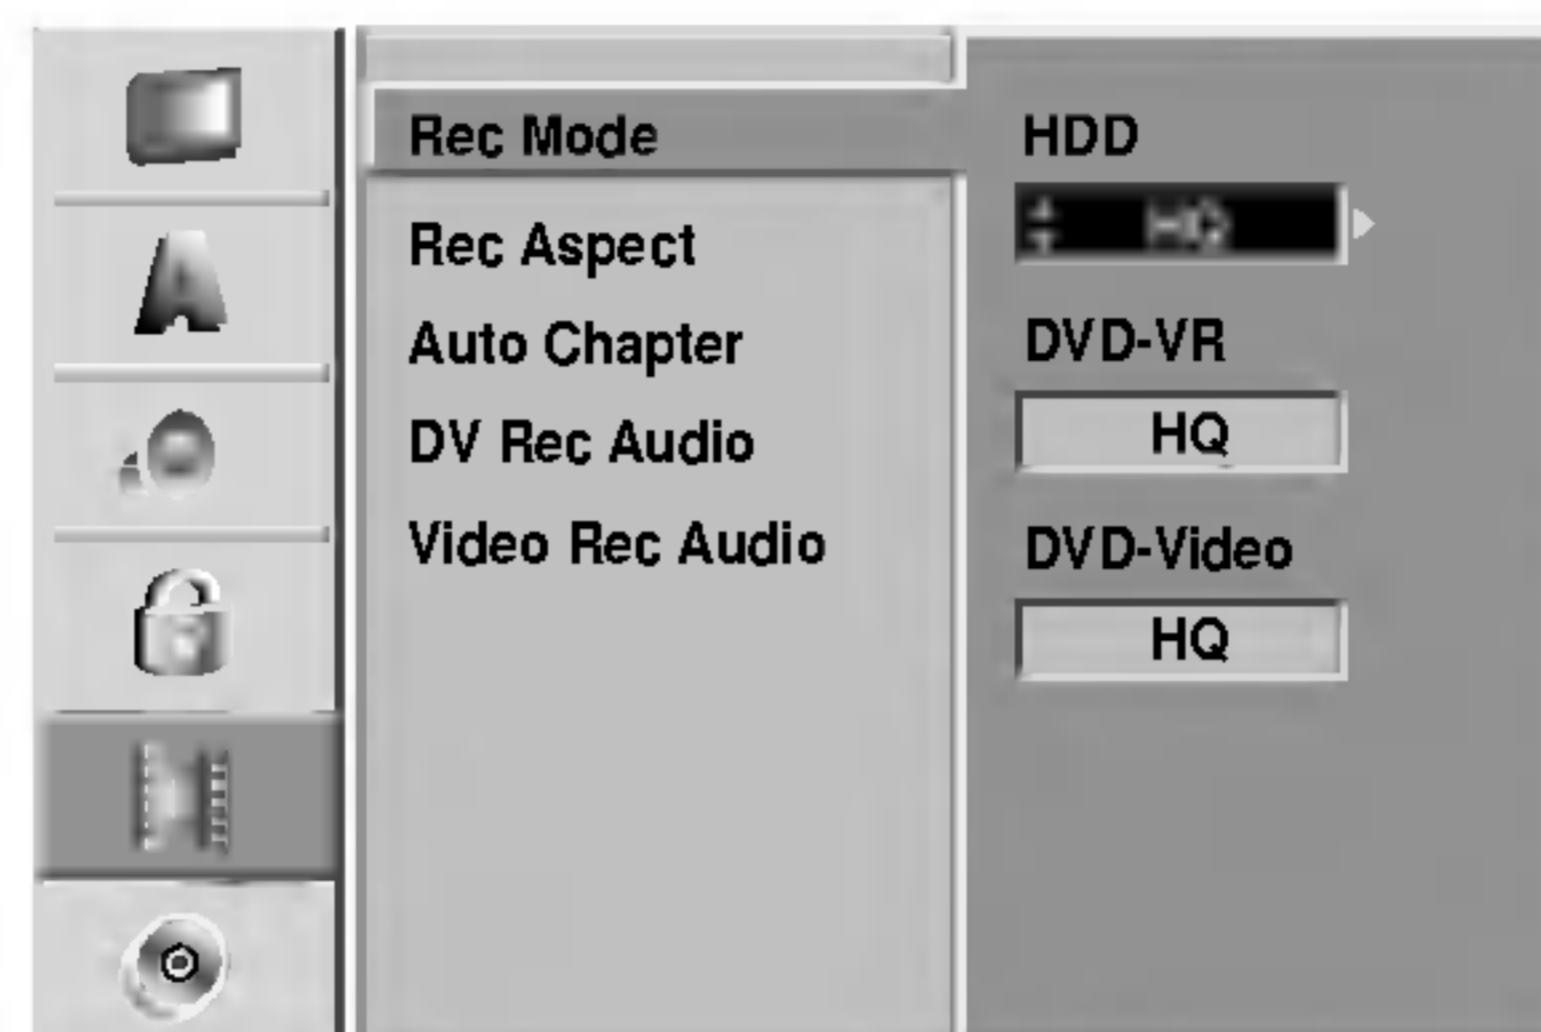 Rec Mode
Rec Aspect
Auto Chapter
DV Rec Audio
Video Rec Audio
HDD
HQ
DVD-VR
HQ
DVD-Video
HQ